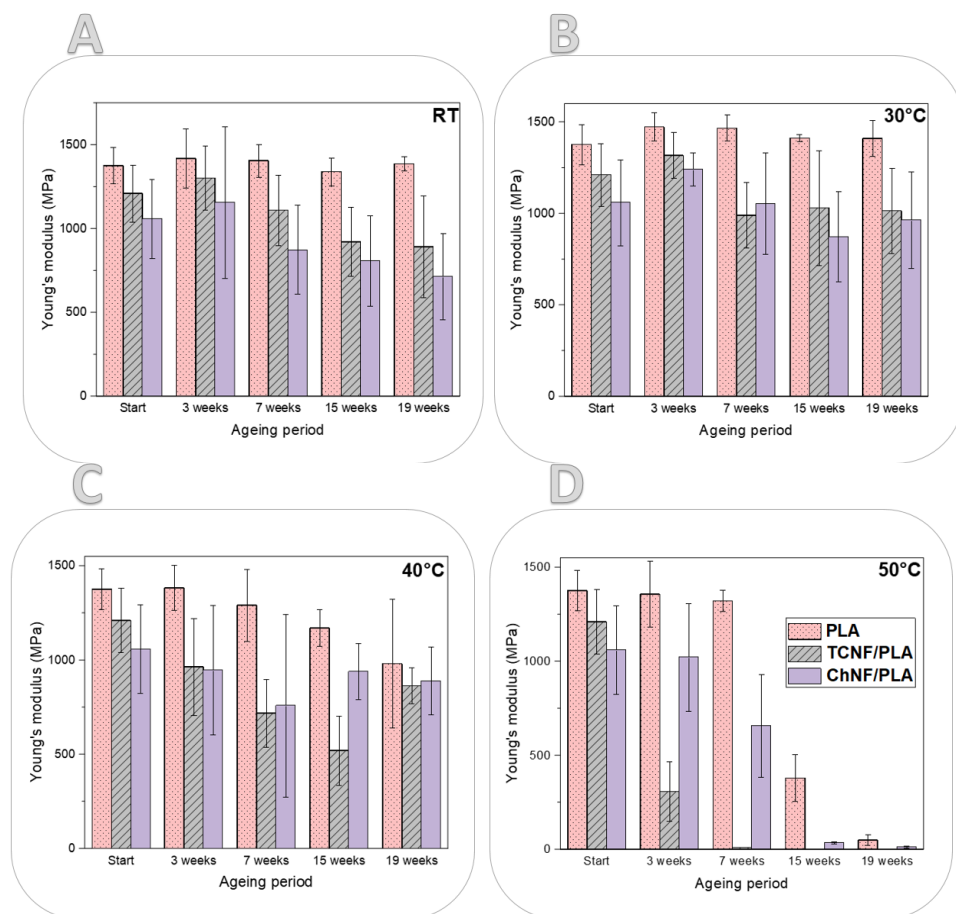 A
RT
Young's modulus (MPa)
1500
1000
500
0
Start 3 weeks 7 weeks 15 weeks 19 weeks
Ageing period
B
30°C
Young's modulus (MPa)
1500
1000
500
0
Start 3 weeks 7 weeks 15 weeks 19 weeks
Ageing period
C
40°C
Young's modulus (MPa)
1500
1000
500
0
Start 3 weeks 7 weeks 15 weeks 19 weeks
Ageing period
D
50°C
Young's modulus (MPa)
1500
1000
500
0
PLA
TCNF/PLA
ChNF/PLA
Start 3 weeks 7 weeks 15 weeks 19 weeks
Ageing period